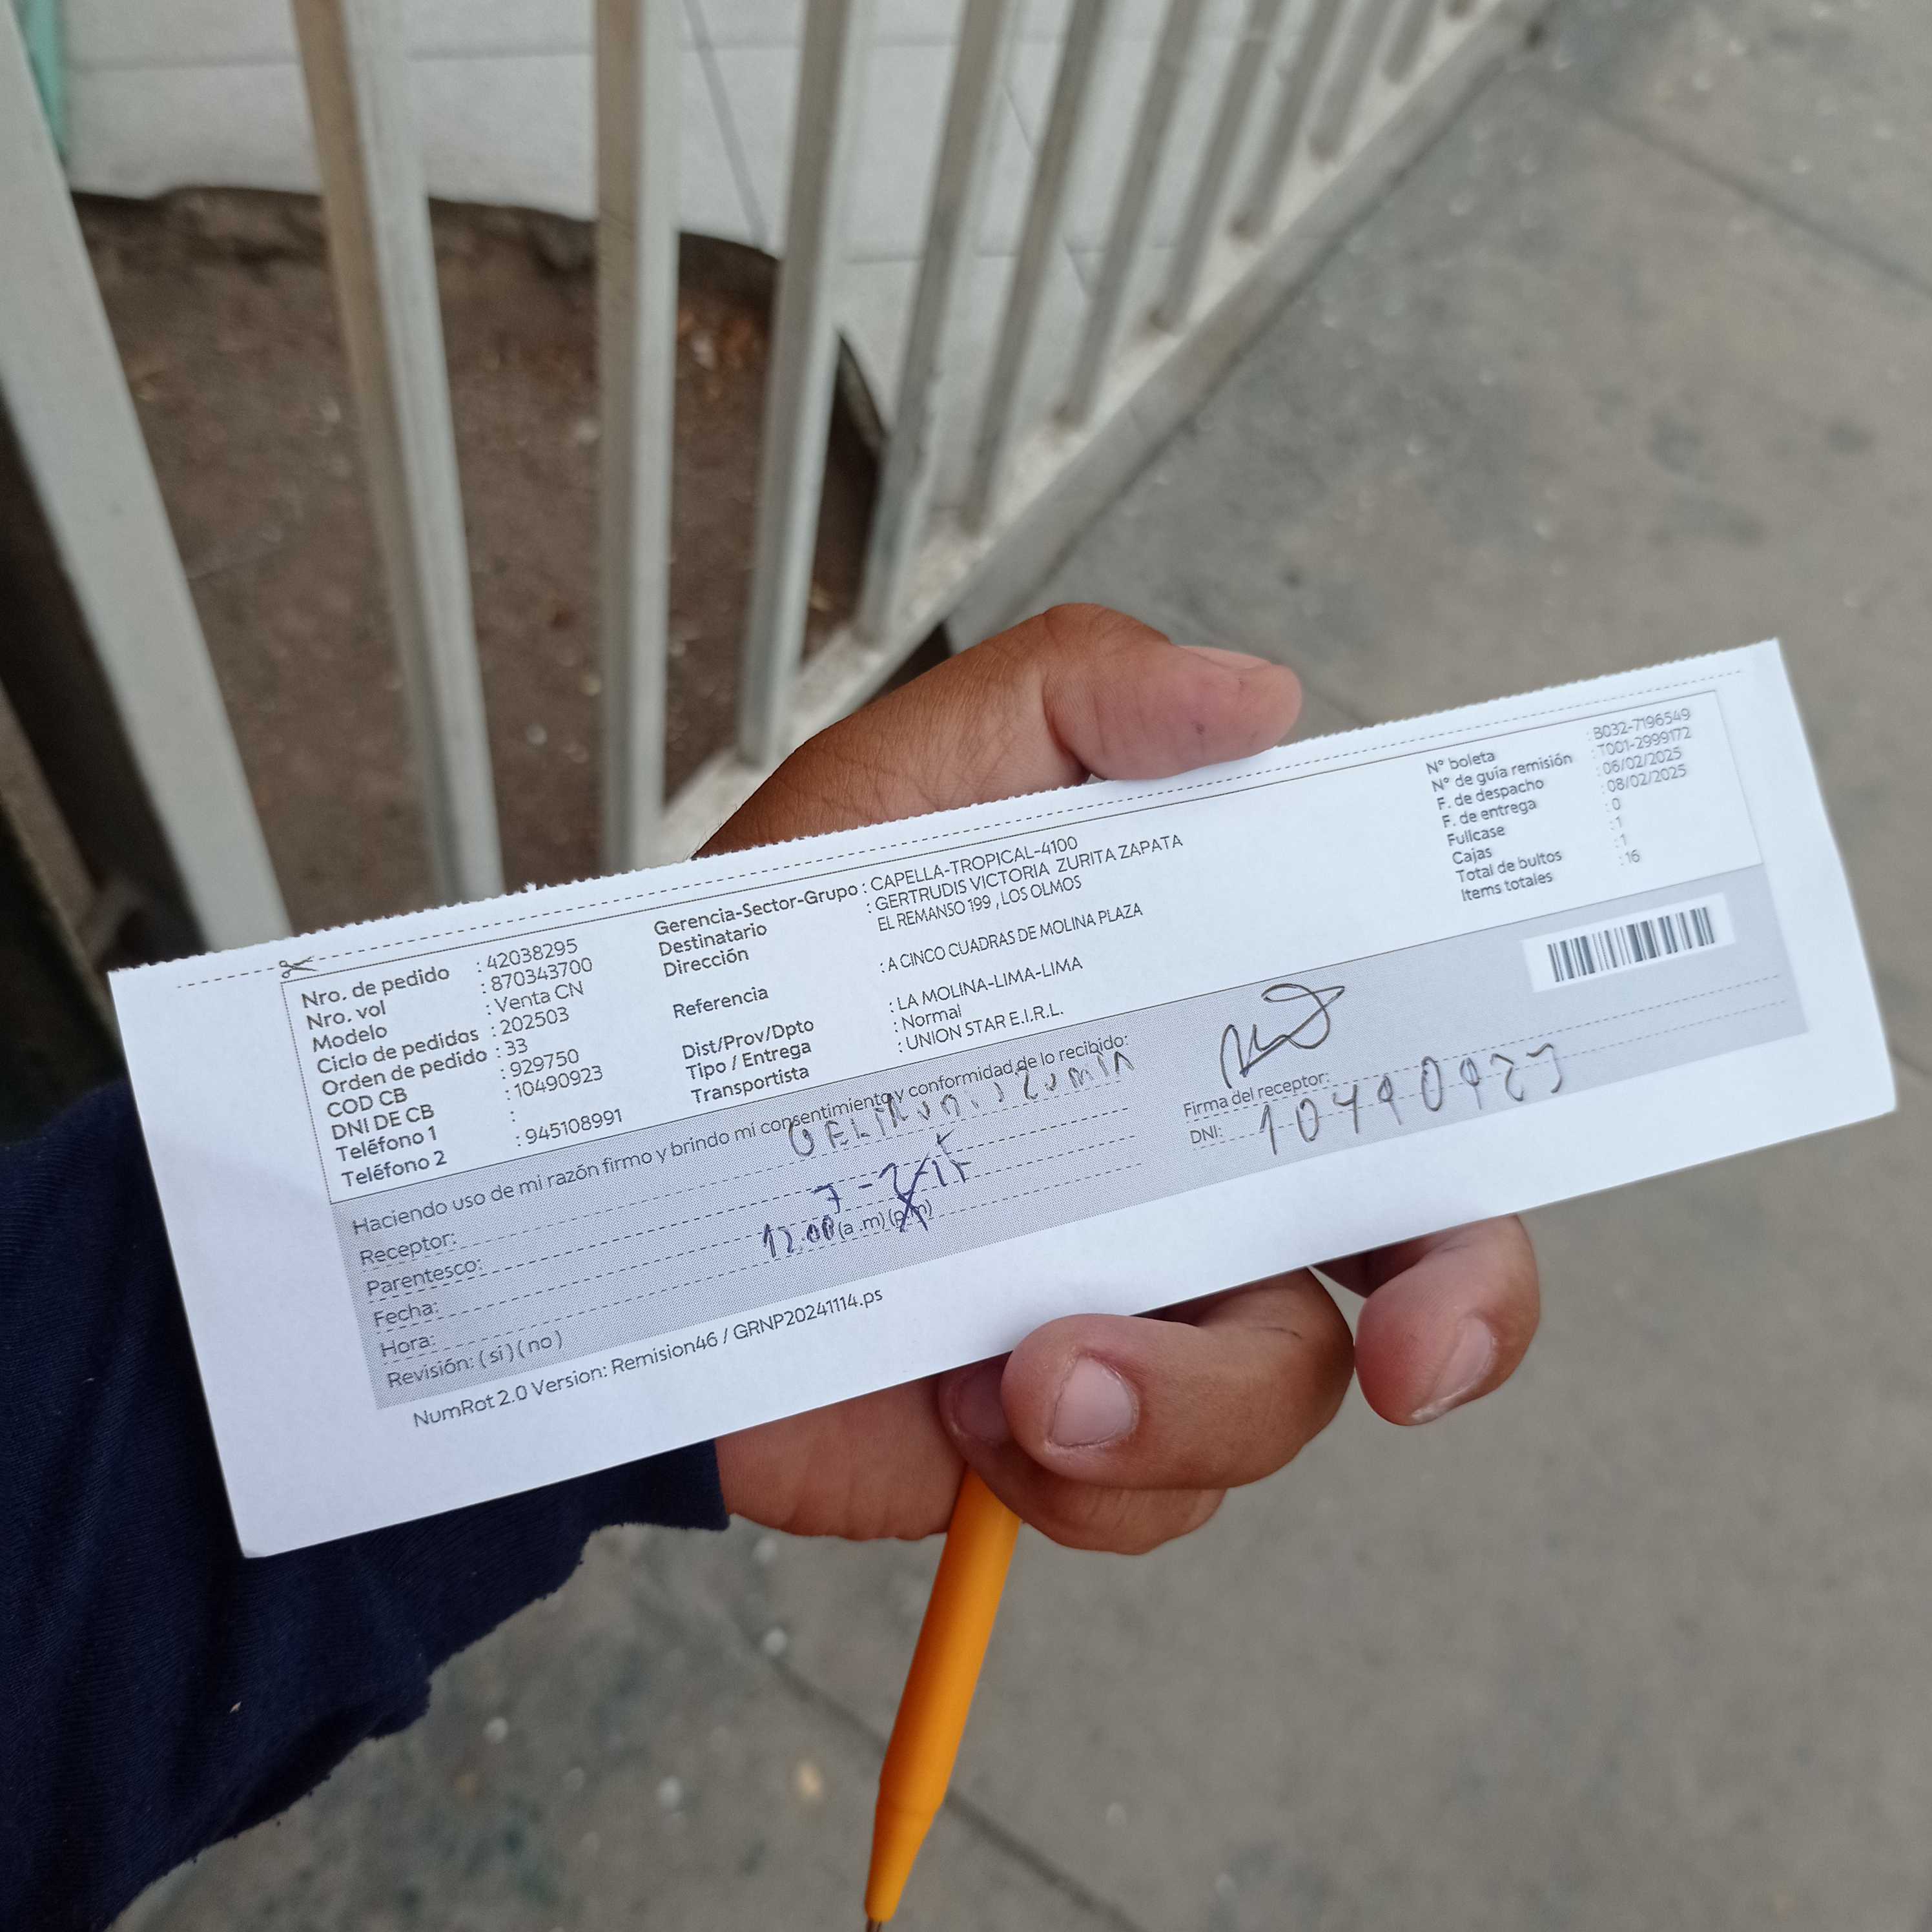 Nro. de pedido : 42038295
Nro. vol : 870343700
Modelo : Venta CN
Ciclo de pedidos : 202503
Orden de pedido : 33
COD CB : 929750
DNI DE CB : 10490923
Teléfono 1 :
Teléfono 2 : 945108991
Gerencia-Sector-Grupo : CAPELLA-TROPICAL-4100
Destinatario : GERTRUDIS VICTORIA ZURITA ZAPATA
Dirección EL REMANSO 199 , LOS OLMOS
Referencia : A CINCO CUADRAS DE MOLINA PLAZA
Dist/Prov/Dpto : LA MOLINA-LIMA-LIMA
Tipo / Entrega : Normal
Transportista : UNION STAR E.I.R.L.
N° boleta : B032-7196549
N° de guía remisión : T001-2999172
F. de despacho : 06/02/2025
F. de entrega : 08/02/2025
Fullcase : 0
Cajas : 1
Total de bultos : 1
Items totales : 16
Haciendo uso de mi razón firmo y brindo mi consentimiento y conformidad de lo recibido:
Receptor:
Parentesco:
Fecha:
Hora: 12:00 (a .m) (p.m)
Revisión: ( si ) ( no )
Firma del receptor:
DNI: 10490923
NumRot 2.0 Version: Remision46 / GRNP20241114.ps